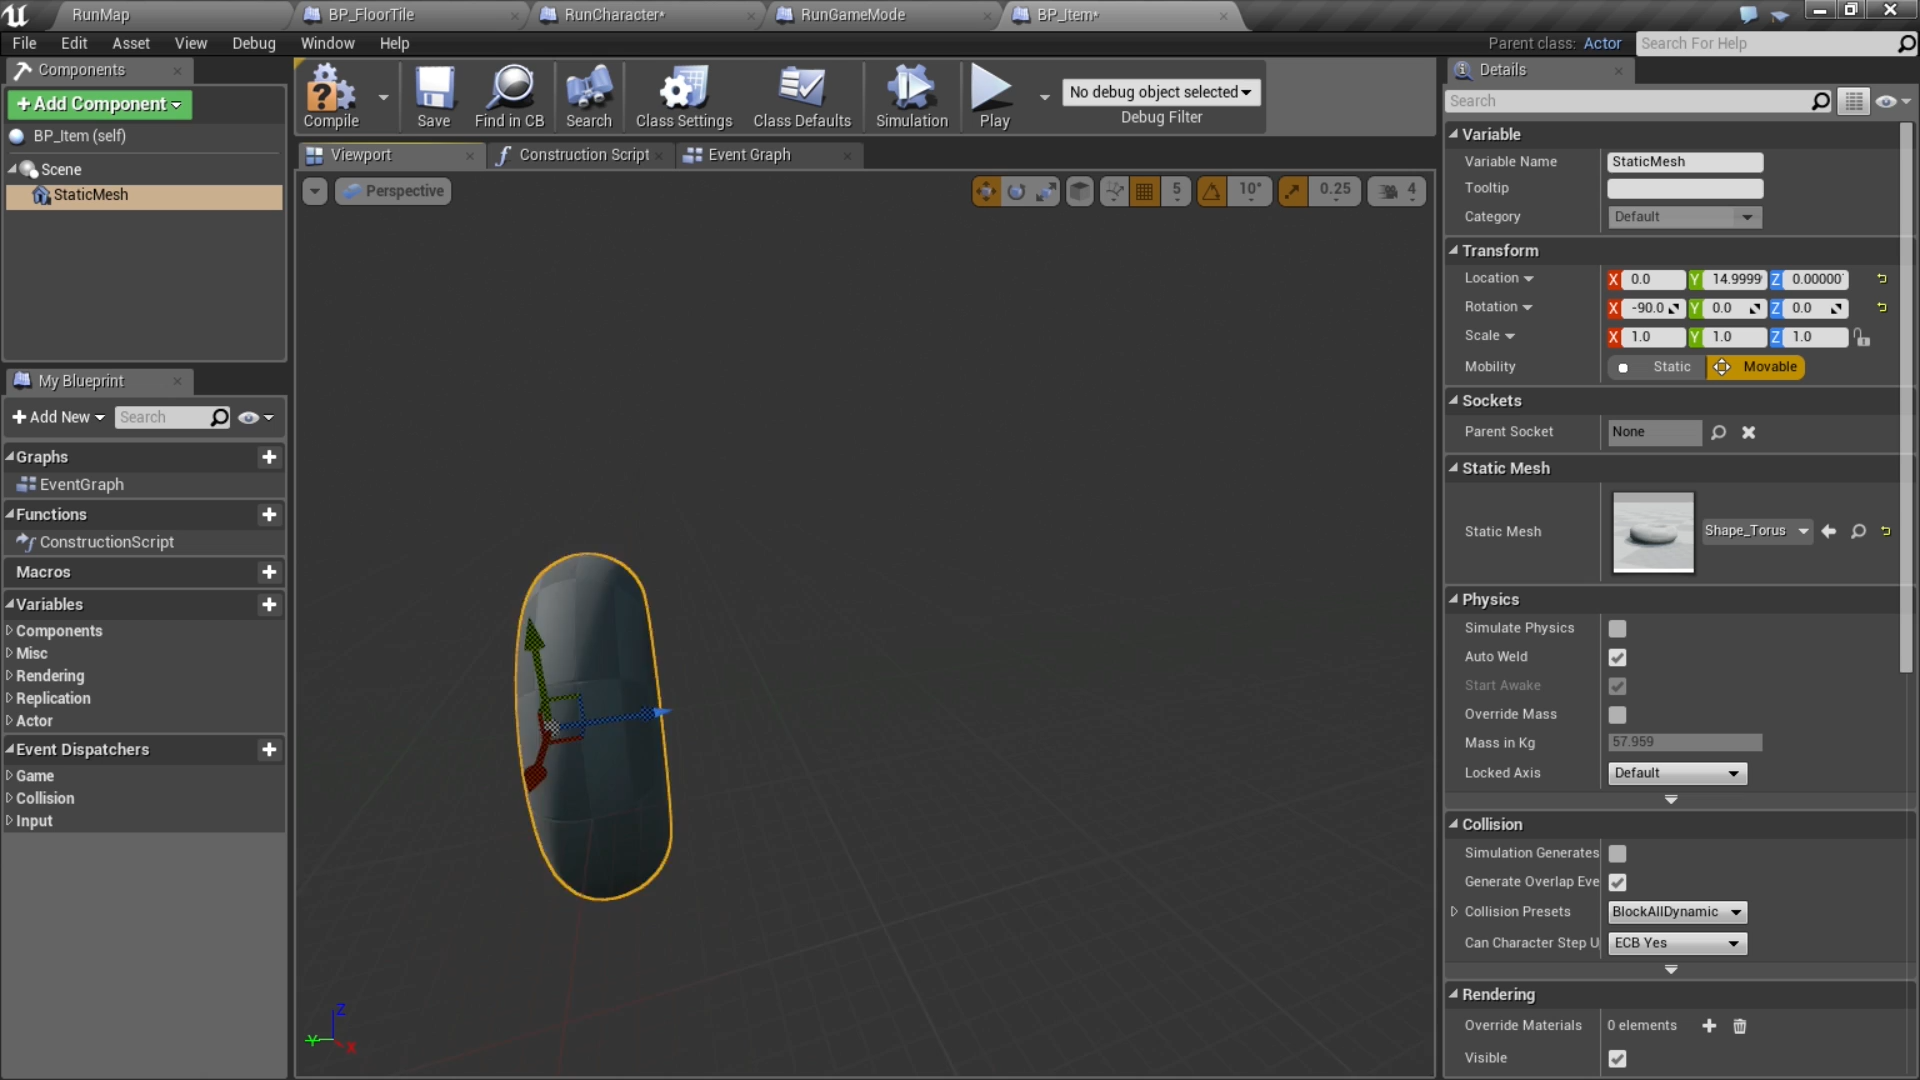 RunMap
BP_FloorTile
RunCharacter*
RunGameMode
BP_Item*
File Edit Asset View Debug Window Help
Parent class: Actor
Search For Help
Components
+Add Component
BP_Item (self)
Scene
StaticMesh
My Blueprint
Add New
Search
Graphs
EventGraph
Functions
ConstructionScript
Macros
Variables
Components
Misc
Rendering
Replication
Actor
Event Dispatchers
Game
Collision
Input
Compile
Save
Find in CB
Search
Class Settings
Class Defaults
Simulation
Play
No debug object selected
Debug Filter
Viewport
Construction Script
Event Graph
Perspective
5
10°
0.25
4
Z
Y
X
Details
Search
Variable
Variable Name StaticMesh
Tooltip
Category Default
Transform
Location X 0.0 Y 14.9999 Z 0.00000
Rotation X -90.0 Y 0.0 Z 0.0
Scale X 1.0 Y 1.0 Z 1.0
Mobility Static Movable
Sockets
Parent Socket None
Static Mesh
Static Mesh Shape_Torus
Physics
Simulate Physics
Auto Weld
Start Awake
Override Mass
Mass in Kg 57.959
Locked Axis Default
Collision
Simulation Generates
Generate Overlap Eve
Collision Presets BlockAllDynamic
Can Character Step U ECB Yes
Rendering
Override Materials 0 elements
Visible